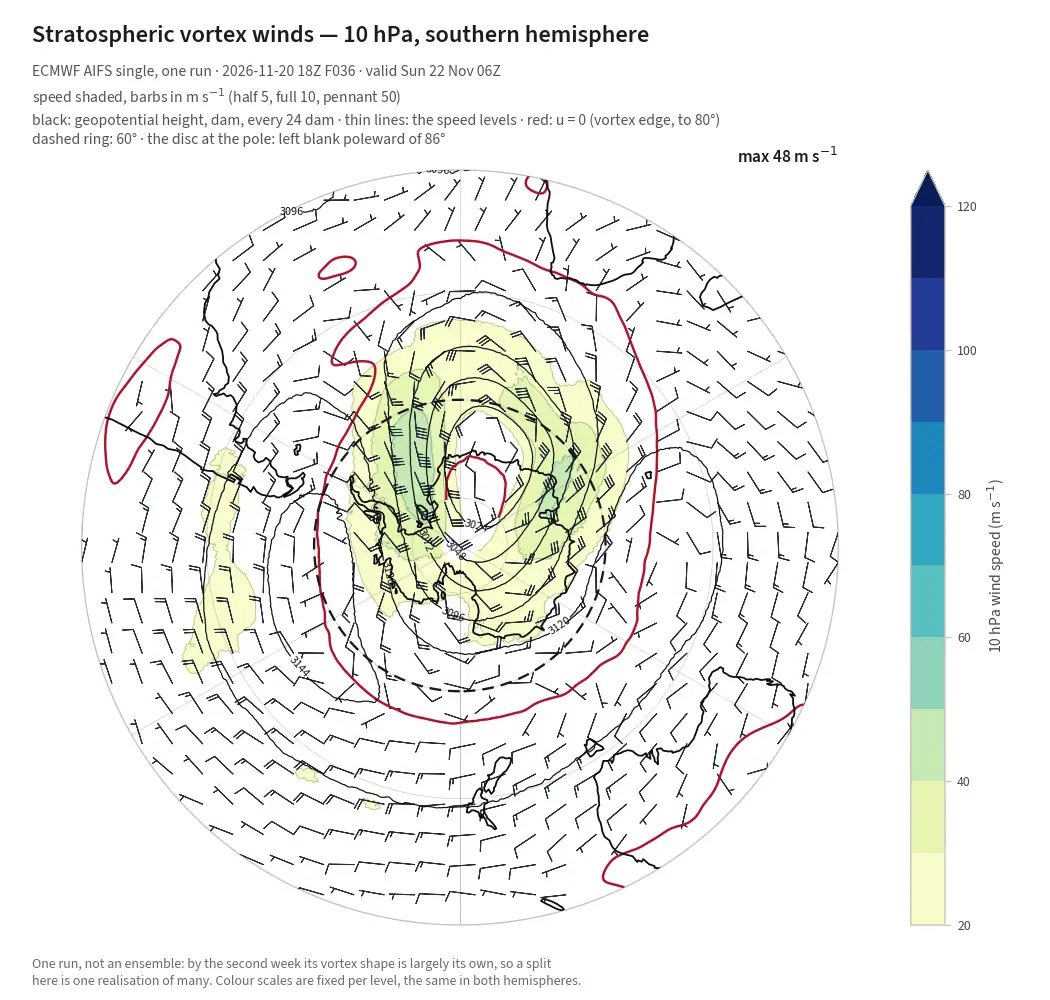 Stratospheric vortex winds — 10 hPa, southern hemisphere
ECMWF AIFS single, one run · 2026-11-20 18Z F036 · valid Sun 22 Nov 06Z
speed shaded, barbs in m s⁻¹ (half 5, full 10, pennant 50)
black: geopotential height, dam, every 24 dam · thin lines: the speed levels · red: u = 0 (vortex edge, to 80°)
dashed ring: 60° · the disc at the pole: left blank poleward of 86°
max 48 m s⁻¹
3096
120
100
80
60
40
20
10 hPa wind speed (m s⁻¹)
3048
3096
3120
3144
One run, not an ensemble: by the second week its vortex shape is largely its own, so a split
here is one realisation of many. Colour scales are fixed per level, the same in both hemispheres.